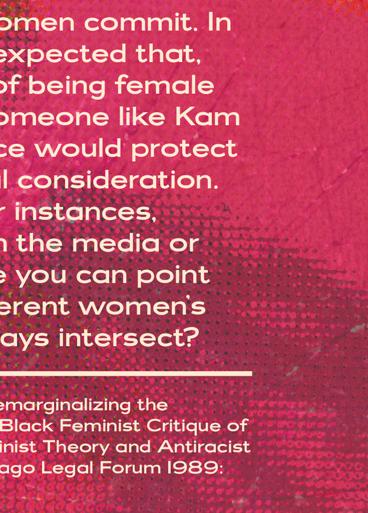 omen commit. In
expected that,
of being female
omeone like Kam
ce would protect
l consideration.
r instances,
n the media or
e you can point
erent women's
ays intersect?
emarginalizing the
Black Feminist Critique of
inist Theory and Antiracist
ago Legal Forum 1989: